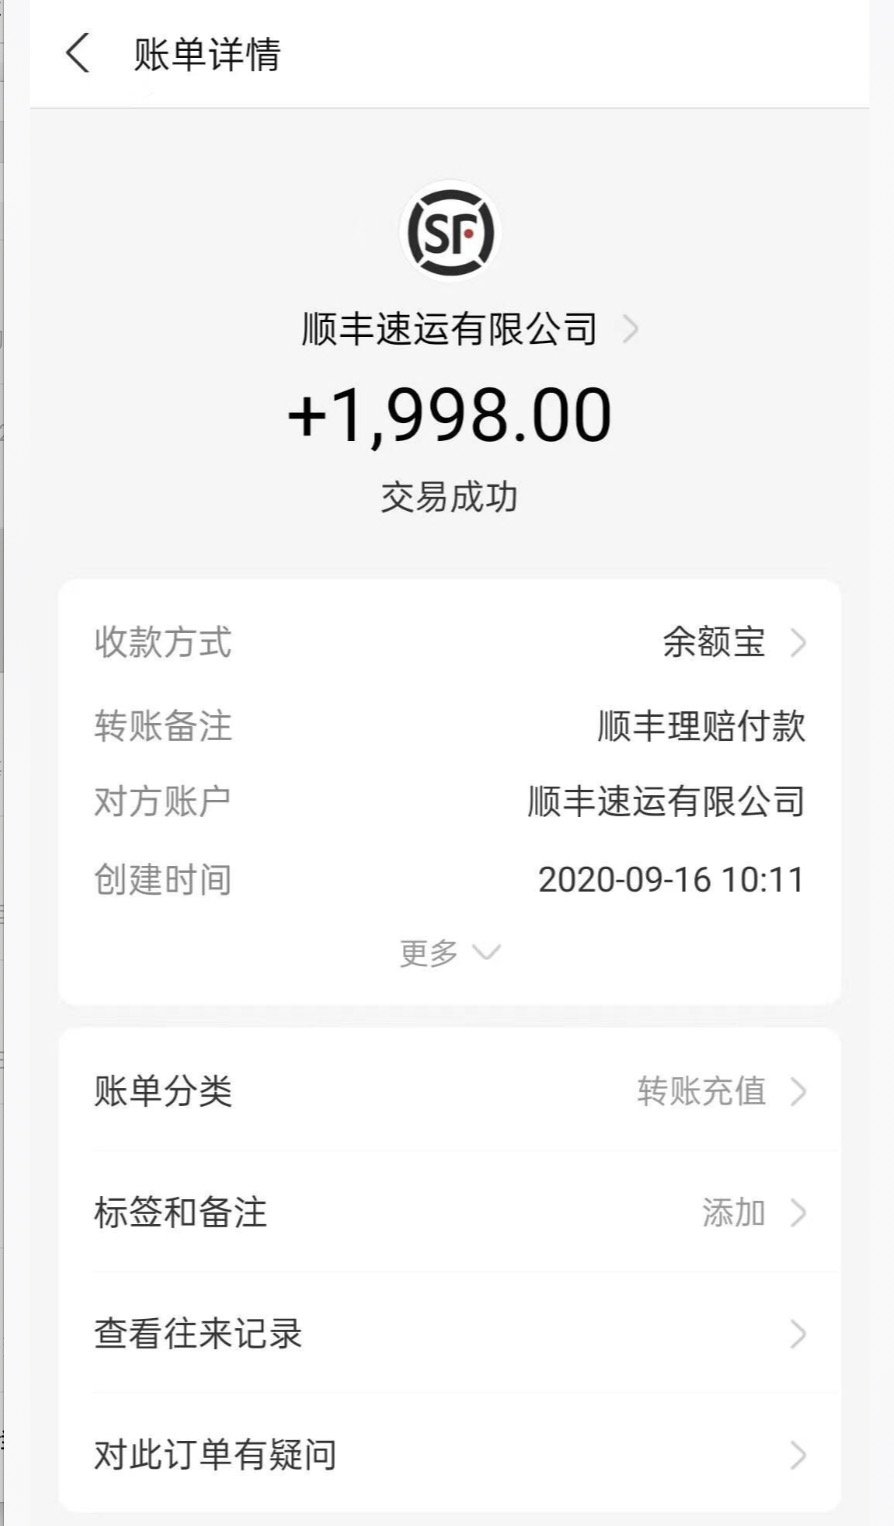 账单详情
SF
顺丰速运有限公司
+1,998.00
交易成功
收款方式 余额宝
转账备注 顺丰理赔付款
对方账户 顺丰速运有限公司
创建时间 2020-09-16 10:11
更多
账单分类 转账充值
标签和备注 添加
查看往来记录
对此订单有疑问